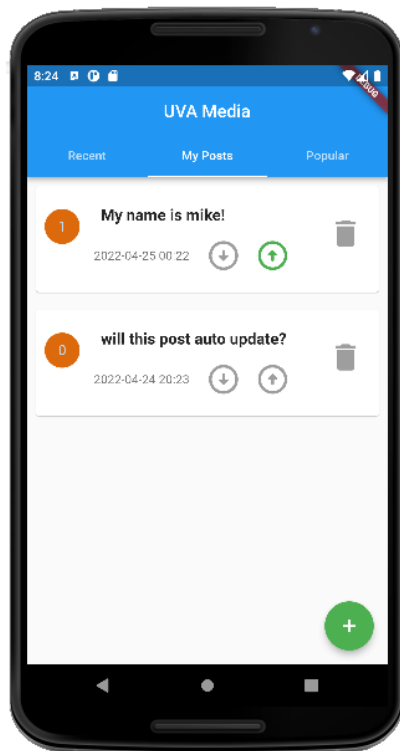 8:24
DEBUG
UVA Media
Recent My Posts Popular
1
My name is mike!
2022-04-25 00:22
0
will this post auto update?
2022-04-24 20:23
+